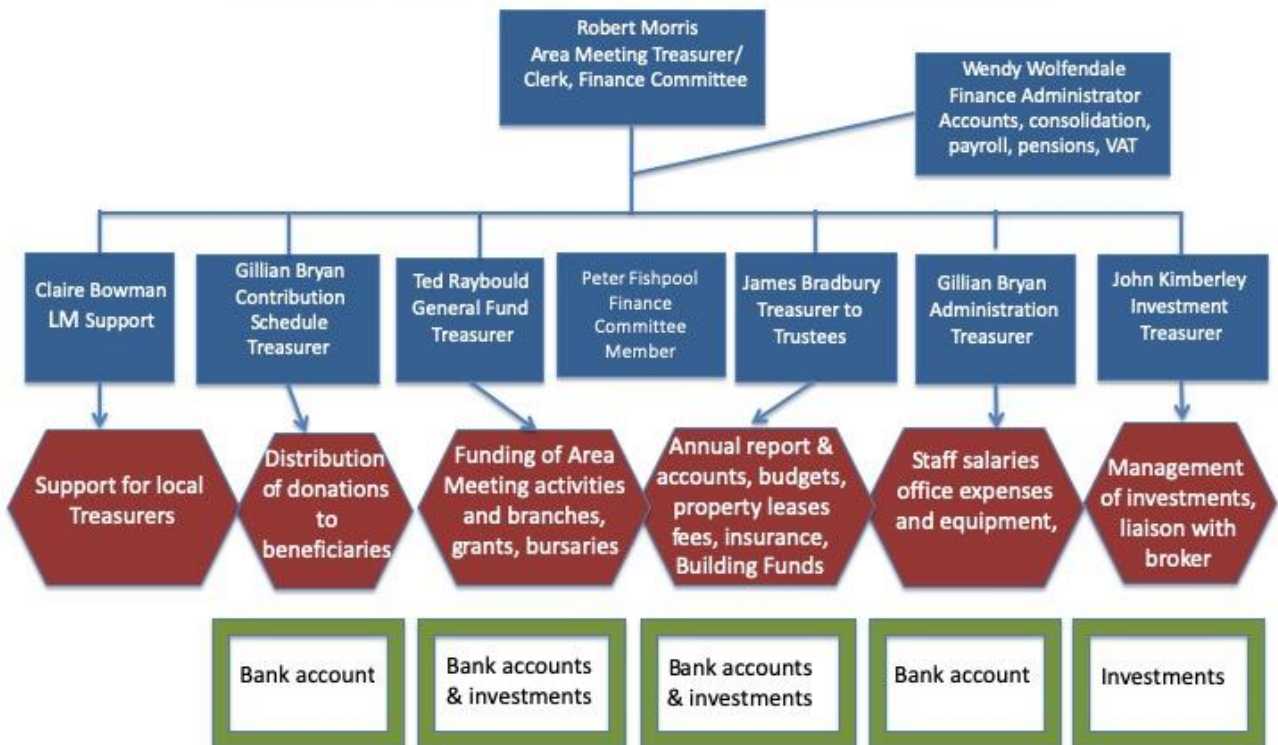 Robert Morris
Area Meeting Treasurer/
Clerk, Finance Committee
Wendy Wolfendale
Finance Administrator
Accounts, consolidation,
payroll, pensions, VAT
Claire Bowman
LM Support
Gillian Bryan
Contribution
Schedule
Treasurer
Ted Raybould
General Fund
Treasurer
Peter Fishpool
Finance
Committee
Member
James Bradbury
Treasurer to
Trustees
Gillian Bryan
Administration
Treasurer
John Kimberley
Investment
Treasurer
Support for local
Treasurers
Distribution
of donations
to
beneficiaries
Funding of Area
Meeting activities
and branches,
grants, bursaries
Annual report &
accounts, budgets,
property leases
fees, insurance,
Building Funds
Staff salaries
office expenses
and equipment,
Management
of investments,
liaison with
broker
Bank account
Bank accounts
& investments
Bank accounts
& investments
Bank account
Investments